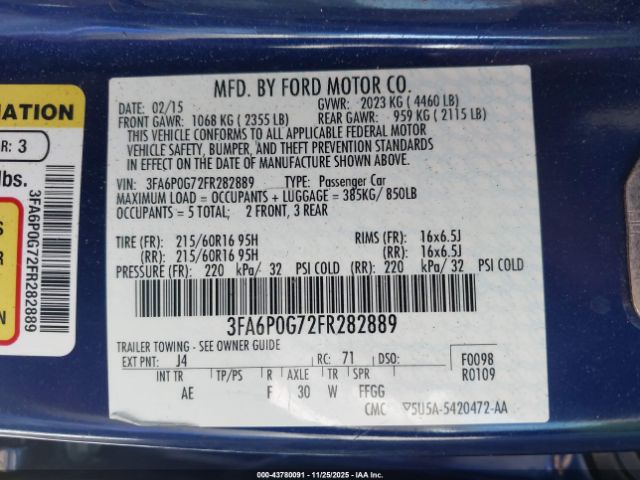 MFD. BY FORD MOTOR CO.
DATE: 02/15 GVWR: 2023 KG ( 4460 LB)
FRONT GAWR: 1068 KG ( 2355 LB) REAR GAWR: 959 KG ( 2115 LB)
THIS VEHICLE CONFORMS TO ALL APPLICABLE FEDERAL MOTOR
VEHICLE SAFETY, BUMPER, AND THEFT PREVENTION STANDARDS
IN EFFECT ON THE DATE OF MANUFACTURE SHOWN ABOVE.
VIN: 3FA6P0G72FR282889 TYPE: Passenger Car
MAXIMUM LOAD = OCCUPANTS + LUGGAGE = 385KG/ 850LB
OCCUPANTS = 5 TOTAL; 2 FRONT, 3 REAR
TIRE (FR): 215/60R16 95H RIMS (FR): 16x6.5J
(RR): 215/60R16 95H (RR): 16x6.5J
PRESSURE (FR): 220 kPa/ 32 PSI COLD (RR): 220 kPa/ 32 PSI COLD
3FA6P0G72FR282889
TRAILER TOWING - SEE OWNER GUIDE
EXT PNT: J4 RC: 71 DSO: F0098
R0109
INT TR TP/PS R AXLE TR SPR
AE F 30 W FFGG
CMC 5U5A-5420472-AA
MATION
R: 3
lbs.
3FA6P0G72FR282889
S
R
ON
000-43780091 - 11/25/2025 - IAAI, Inc.